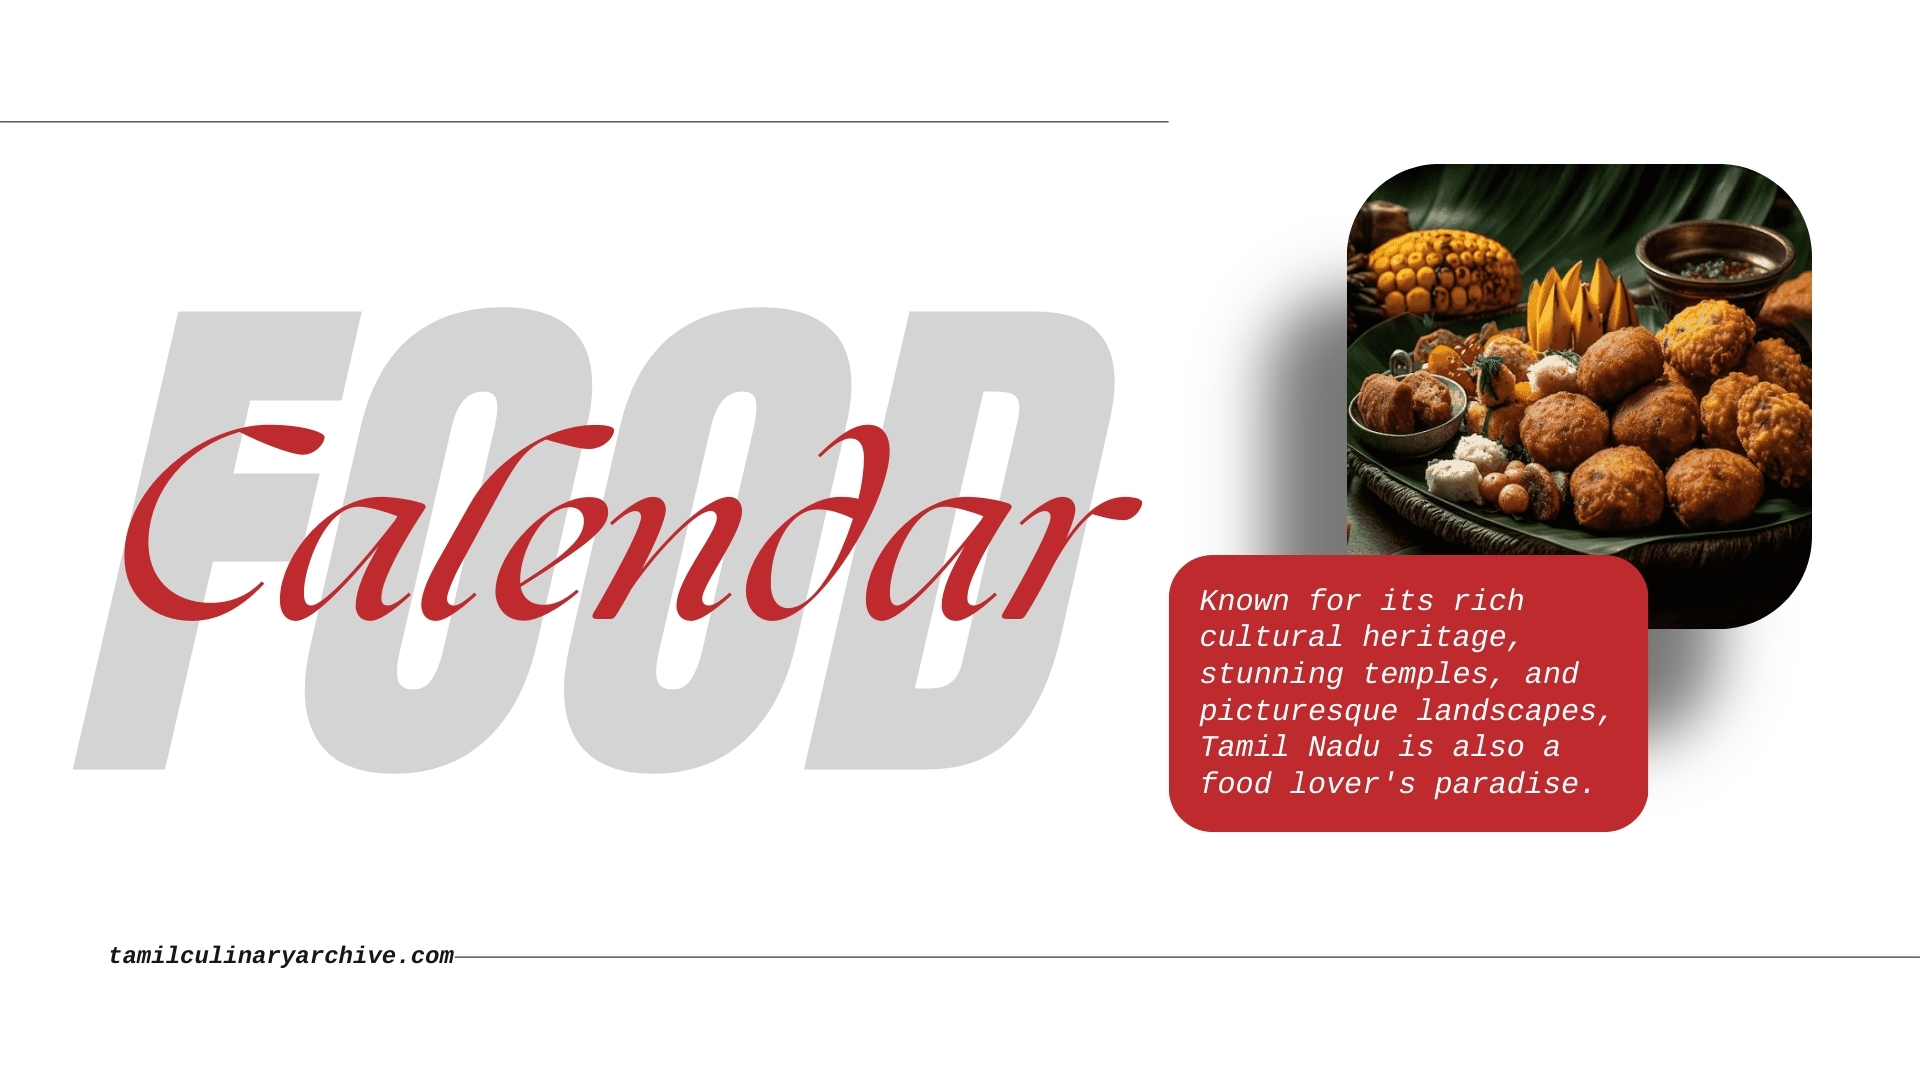 FOOD
Calendar
Known for its rich
cultural heritage,
stunning temples, and
picturesque landscapes,
Tamil Nadu is also a
food lover's paradise.
tamilculinaryarchive.com